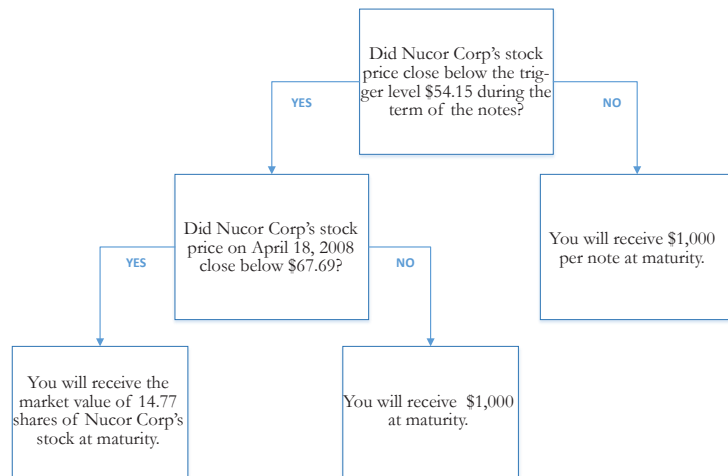 Did Nucor Corp's stock
price close below the trig-
ger level $54.15 during the
term of the notes?
YES
NO
Did Nucor Corp's stock
price on April 18, 2008
close below $67.69?
You will receive $1,000
per note at maturity.
YES
NO
You will receive the
market value of 14.77
shares of Nucor Corp's
stock at maturity.
You will receive $1,000
at maturity.